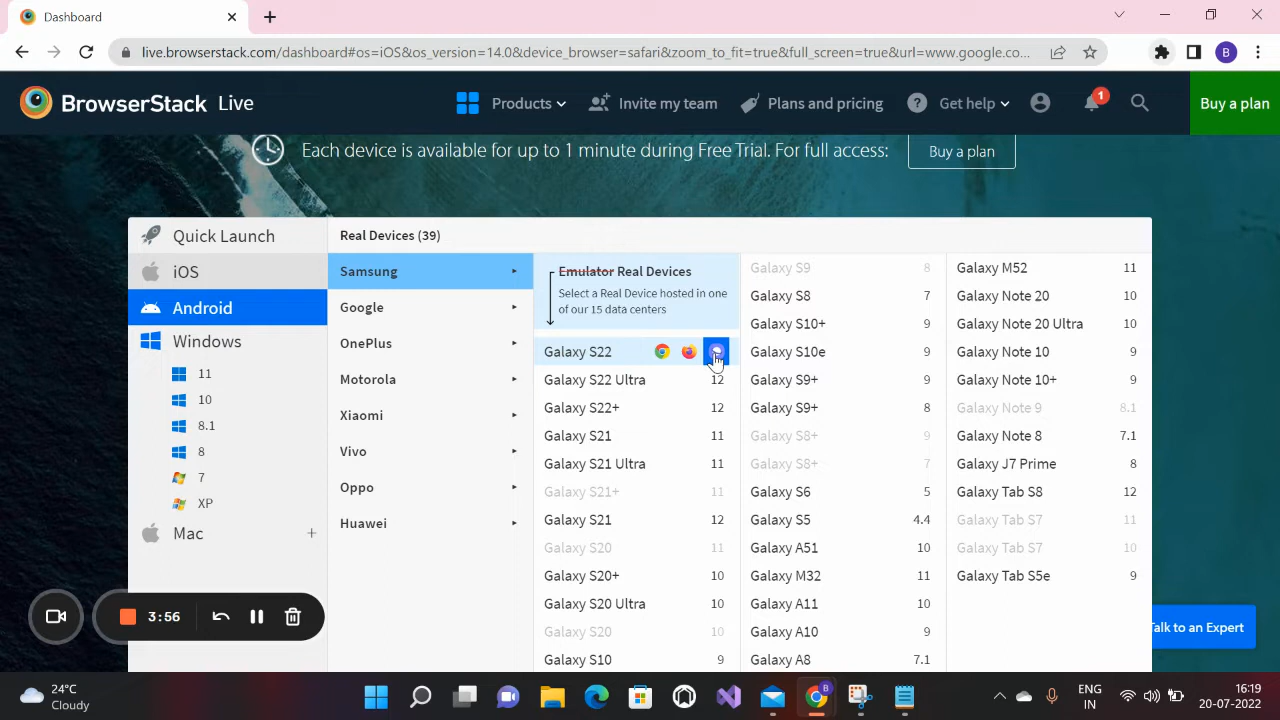 Dashboard
live.browserstack.com/dashboard#os=iOS&os_version=14.0&device_browser=safari&zoom_to_fit=true&full_screen=true&url=www.google.co...
B
BrowserStack Live
Products
Invite my team
Plans and pricing
Get help
1
Buy a plan
Each device is available for up to 1 minute during Free Trial. For full access:
Buy a plan
Quick Launch
iOS
Android
Windows
11
10
8.1
8
7
XP
Mac
Real Devices (39)
Samsung
Google
OnePlus
Motorola
Xiaomi
Vivo
Oppo
Huawei
Emulator Real Devices
Select a Real Device hosted in one
of our 15 data centers
Galaxy S22
Galaxy S22 Ultra 12
Galaxy S22+ 12
Galaxy S21 11
Galaxy S21 Ultra 11
Galaxy S21+ 11
Galaxy S21 12
Galaxy S20 11
Galaxy S20+ 10
Galaxy S20 Ultra 10
Galaxy S20 10
Galaxy S10 9
Galaxy S9 8
Galaxy S8 7
Galaxy S10+ 9
Galaxy S10e 9
Galaxy S9+ 9
Galaxy S9+ 8
Galaxy S8+ 9
Galaxy S8+ 7
Galaxy S6 5
Galaxy S5 4.4
Galaxy A51 10
Galaxy M32 11
Galaxy A11 10
Galaxy A10 9
Galaxy A8 7.1
Galaxy M52 11
Galaxy Note 20 10
Galaxy Note 20 Ultra 10
Galaxy Note 10 9
Galaxy Note 10+ 9
Galaxy Note 9 8.1
Galaxy Note 8 7.1
Galaxy J7 Prime 8
Galaxy Tab S8 12
Galaxy Tab S7 11
Galaxy Tab S7 10
Galaxy Tab S5e 9
3:56
Talk to an Expert
24°C
Cloudy
B
ENG
IN
16:19
20-07-2022